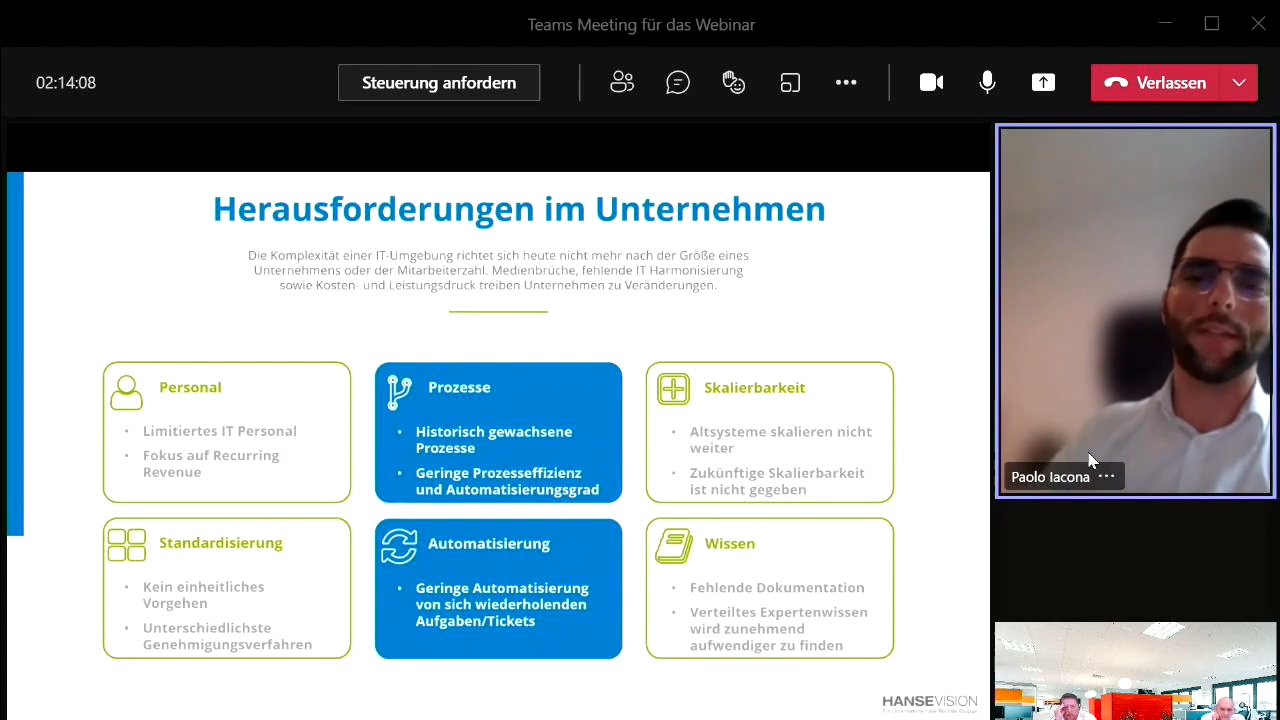 Teams Meeting für das Webinar
02:14:08
Steuerung anfordern
Verlassen
Herausforderungen im Unternehmen
Die Komplexität einer IT-Umgebung richtet sich heute nicht mehr nach der Größe eines
Unternehmens oder der Mitarbeiterzahl. Medienbrüche, fehlende IT Harmonisierung
sowie Kosten- und Leistungsdruck treiben Unternehmen zu Veränderungen.
Personal
• Limitiertes IT Personal
• Fokus auf Recurring
Revenue
Prozesse
• Historisch gewachsene
Prozesse
• Geringe Prozesseffizienz
und Automatisierungsgrad
Skalierbarkeit
• Altsysteme skalieren nicht
weiter
• Zukünftige Skalierbarkeit
ist nicht gegeben
Standardisierung
• Kein einheitliches
Vorgehen
• Unterschiedlichste
Genehmigungsverfahren
Automatisierung
• Geringe Automatisierung
von sich wiederholenden
Aufgaben/Tickets
Wissen
• Fehlende Dokumentation
• Verteiltes Expertenwissen
wird zunehmend
aufwendiger zu finden
HANSEVISION
Ein Unternehmen der Bechtle Gruppe
Paolo Iacona